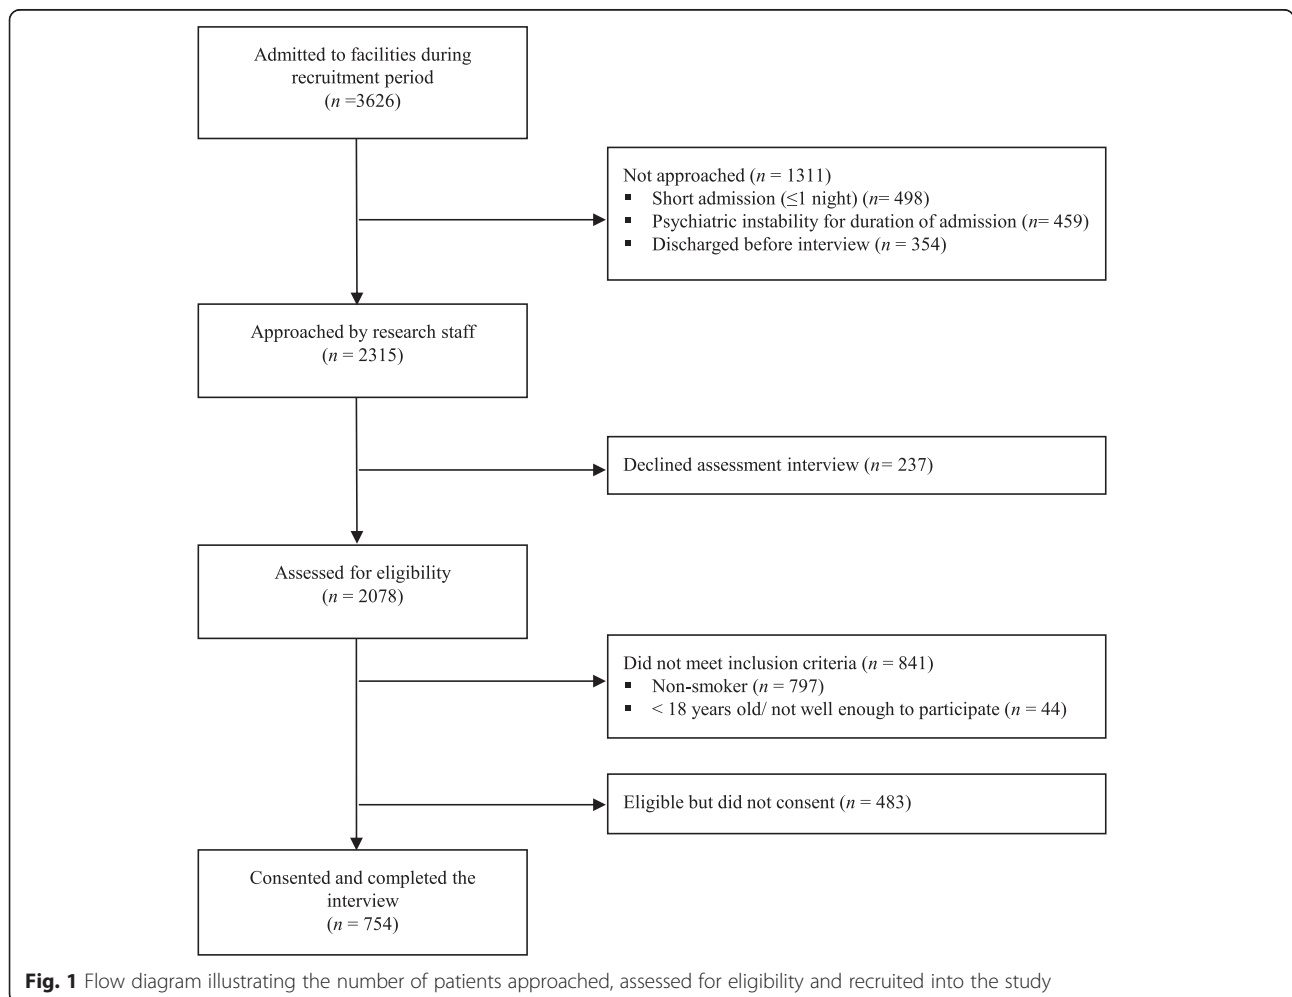 Admitted to facilities during
recruitment period
(n =3626)
Not approached (n = 1311)
▪ Short admission (≤1 night) (n= 498)
▪ Psychiatric instability for duration of admission (n= 459)
▪ Discharged before interview (n = 354)
Approached by research staff
(n = 2315)
Declined assessment interview (n= 237)
Assessed for eligibility
(n = 2078)
Did not meet inclusion criteria (n = 841)
▪ Non-smoker (n = 797)
▪ < 18 years old/ not well enough to participate (n = 44)
Eligible but did not consent (n = 483)
Consented and completed the
interview
(n = 754)
Fig. 1 Flow diagram illustrating the number of patients approached, assessed for eligibility and recruited into the study